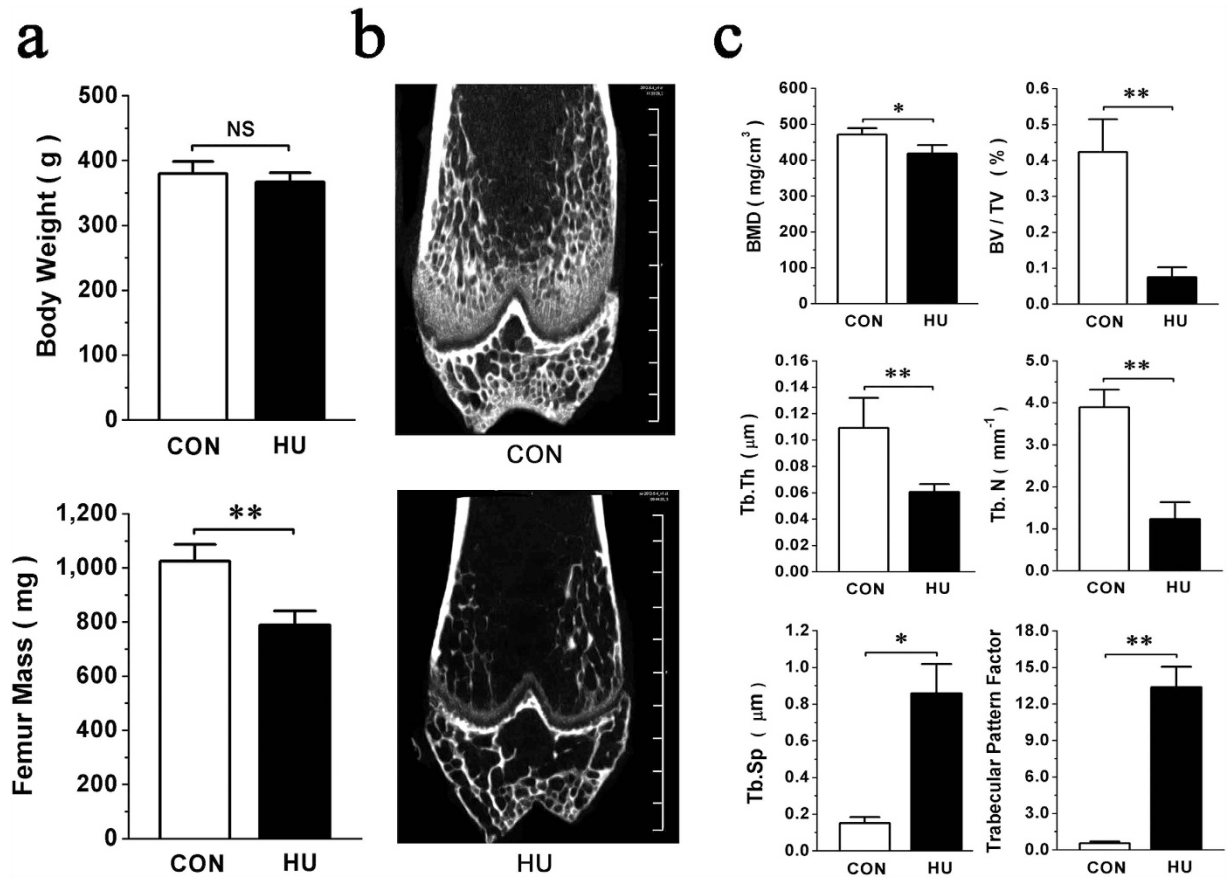 a
b
c
500
400
300
200
100
0
Body Weight ( g )
NS
CON HU
1,200
1,000
800
600
400
200
0
Femur Mass ( mg )
**
CON HU
CON
HU
600
500
400
300
200
100
0
BMD ( mg/cm³ )
*
CON HU
0.6
0.5
0.4
0.2
0.1
0.0
BV / TV ( % )
**
CON HU
0.16
0.14
0.12
0.10
0.08
0.06
0.04
0.02
0.00
Tb.Th ( μm )
**
CON HU
5.0
4.0
3.0
2.0
1.0
0.0
Tb. N ( mm⁻¹ )
**
CON HU
1.2
1.0
0.8
0.6
0.4
0.2
0.0
Tb.Sp ( μm )
*
CON HU
18.0
15.0
12.0
9.0
6.0
3.0
0.0
Trabecular Pattern Factor
**
CON HU